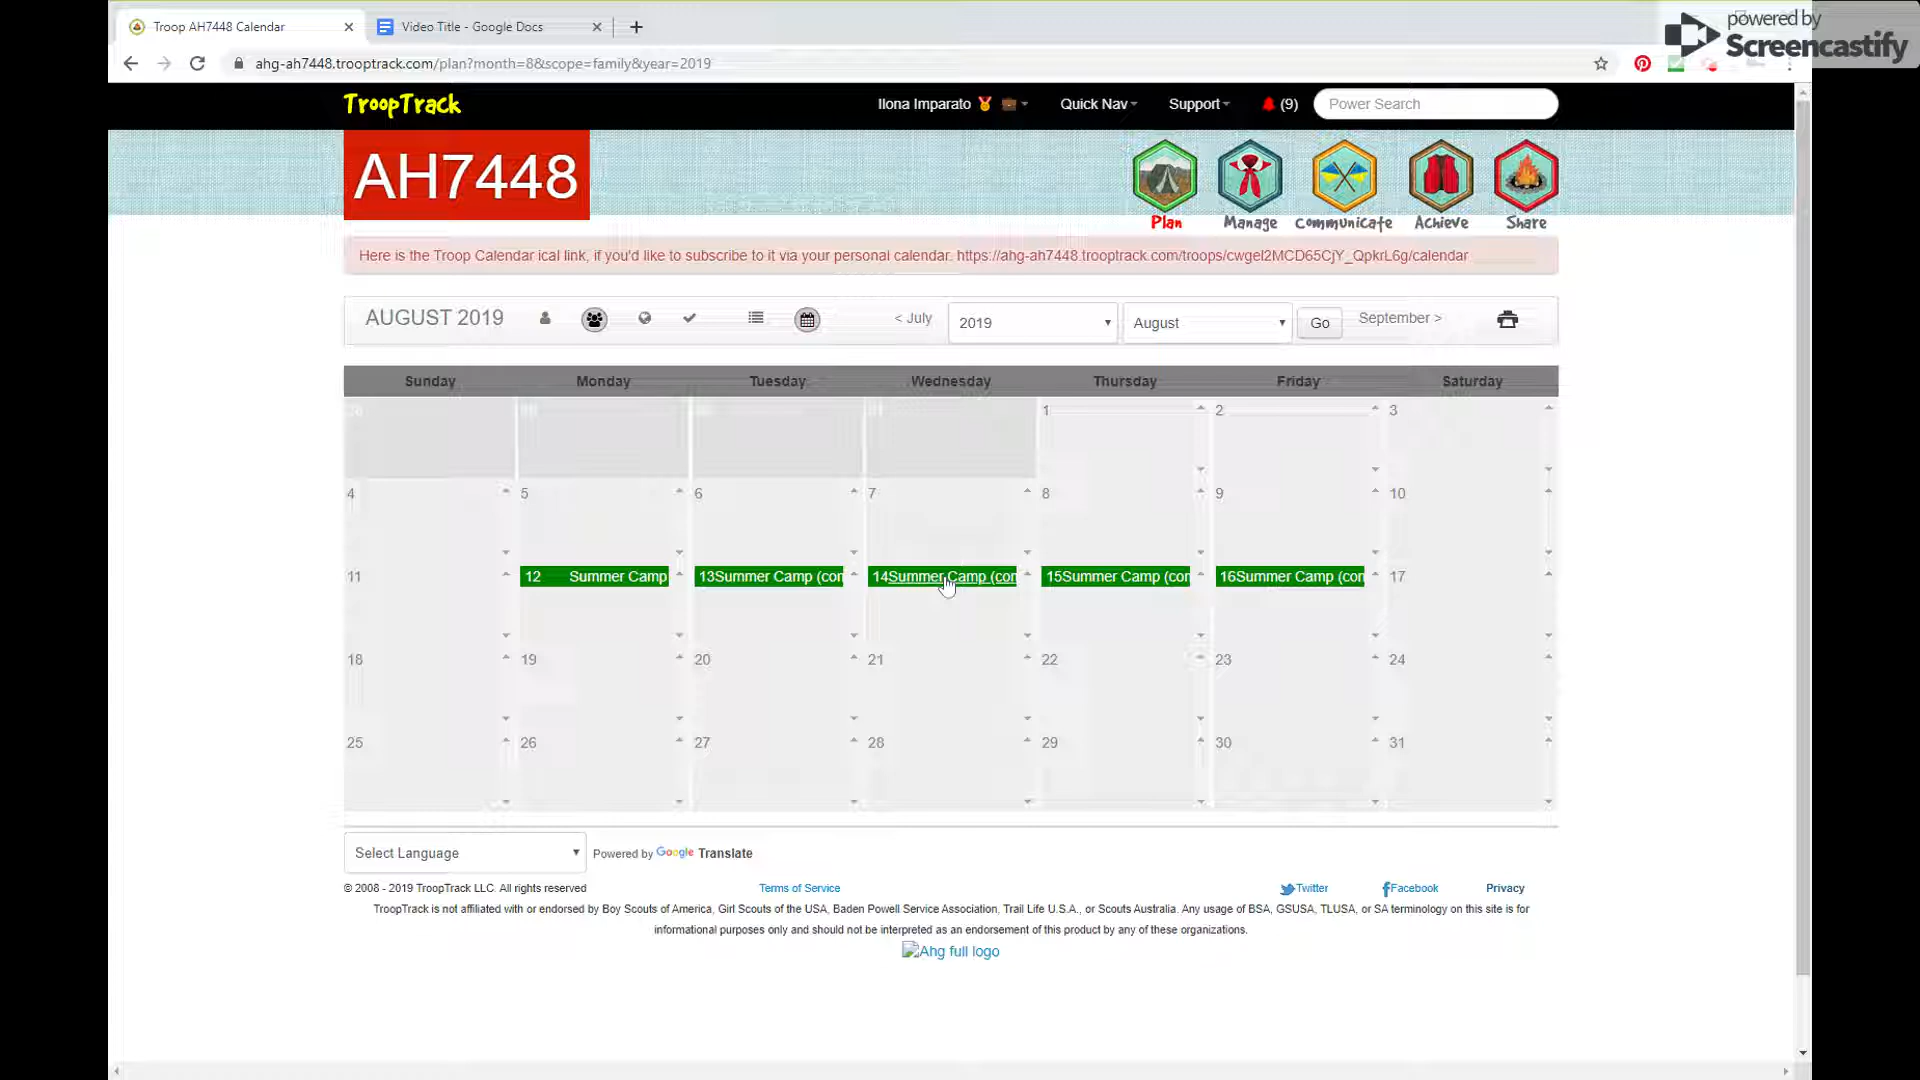 Troop AH7448 Calendar
Video Title - Google Docs
powered by
Screencastify
ahg-ah7448.trooptrack.com/plan?month=8&scope=family&year=2019
TroopTrack
Ilona Imparato
Quick Nav
Support
(9)
Power Search
AH7448
Plan
Manage
Communicate
Achieve
Share
Here is the Troop Calendar ical link, if you'd like to subscribe to it via your personal calendar. https://ahg-ah7448.trooptrack.com/troops/cwgel2MCD65CjY_QpkrL6g/calendar
AUGUST 2019
< July
2019
August
Go
September >
Sunday Monday Tuesday Wednesday Thursday Friday Saturday
1 2 3
4 5 6 7 8 9 10
11 12 Summer Camp 13Summer Camp (con 14Summer Camp (con 15Summer Camp (con 16Summer Camp (con 17
18 19 20 21 22 23 24
25 26 27 28 29 30 31
Select Language
Powered by Google Translate
© 2008 - 2019 TroopTrack LLC. All rights reserved
Terms of Service
Twitter
Facebook
Privacy
TroopTrack is not affiliated with or endorsed by Boy Scouts of America, Girl Scouts of the USA, Baden Powell Service Association, Trail Life U.S.A., or Scouts Australia. Any usage of BSA, GSUSA, TLUSA, or SA terminology on this site is for
informational purposes only and should not be interpreted as an endorsement of this product by any of these organizations.
Ahg full logo